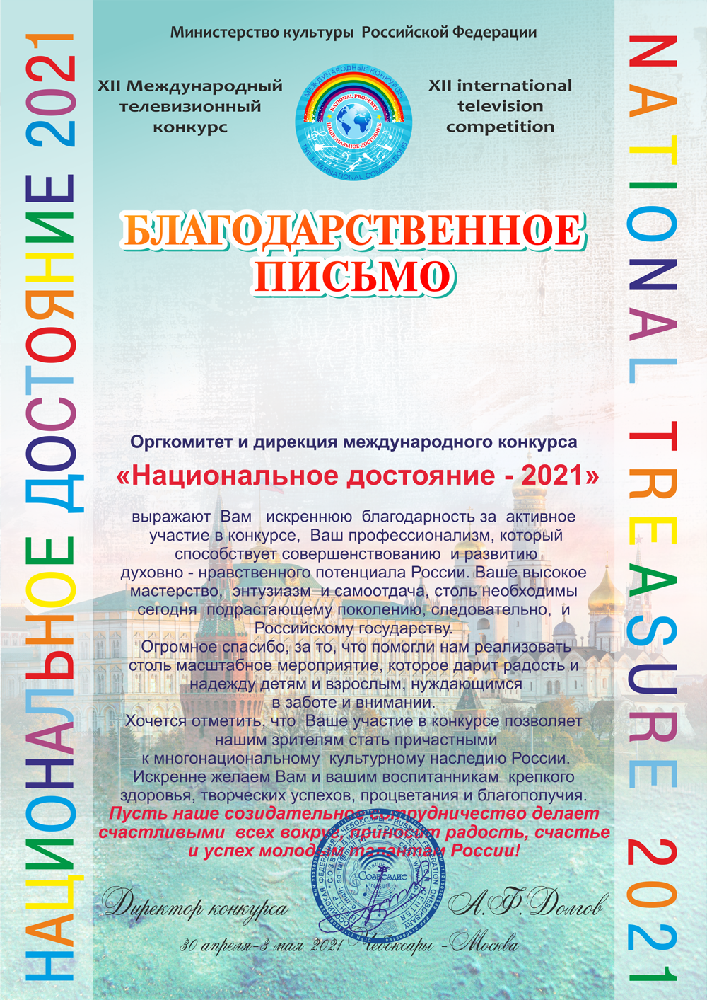 Министерство культуры Российской Федерации
XII Международный
телевизионный
конкурс
XII international
television
competition
МЕЖДУНАРОДНЫЕ КОНКУРСЫ
NATIONAL PROPERTY
НАЦИОНАЛЬНОЕ ДОСТОЯНИЕ
THE INTERNATIONAL COMPETITIONS
НАЦИОНАЛЬНОЕ ДОСТОЯНИЕ 2021
NATIONAL TREASURE 2021
БЛАГОДАРСТВЕННОЕ
ПИСЬМО
Оргкомитет и дирекция международного конкурса
«Национальное достояние - 2021»
выражают Вам искреннюю благодарность за активное
участие в конкурсе, Ваш профессионализм, который
способствует совершенствованию и развитию
духовно - нравственного потенциала России. Ваше высокое
мастерство, энтузиазм и самоотдача, столь необходимы
сегодня подрастающему поколению, следовательно, и
Российскому государству.
Огромное спасибо, за то, что помогли нам реализовать
столь масштабное мероприятие, которое дарит радость и
надежду детям и взрослым, нуждающимся
в заботе и внимании.
Хочется отметить, что Ваше участие в конкурсе позволяет
нашим зрителям стать причастными
к многонациональному культурному наследию России.
Искренне желаем Вам и вашим воспитанникам крепкого
здоровья, творческих успехов, процветания и благополучия.
Пусть наше созидательное сотрудничество делает
счастливыми всех вокруг, приносит радость, счастье
и успех молодым талантам России!
Созвездие
Директор конкурса
А.Ф.Долгов
30 апреля-3 мая 2021 Чебоксары -Москва